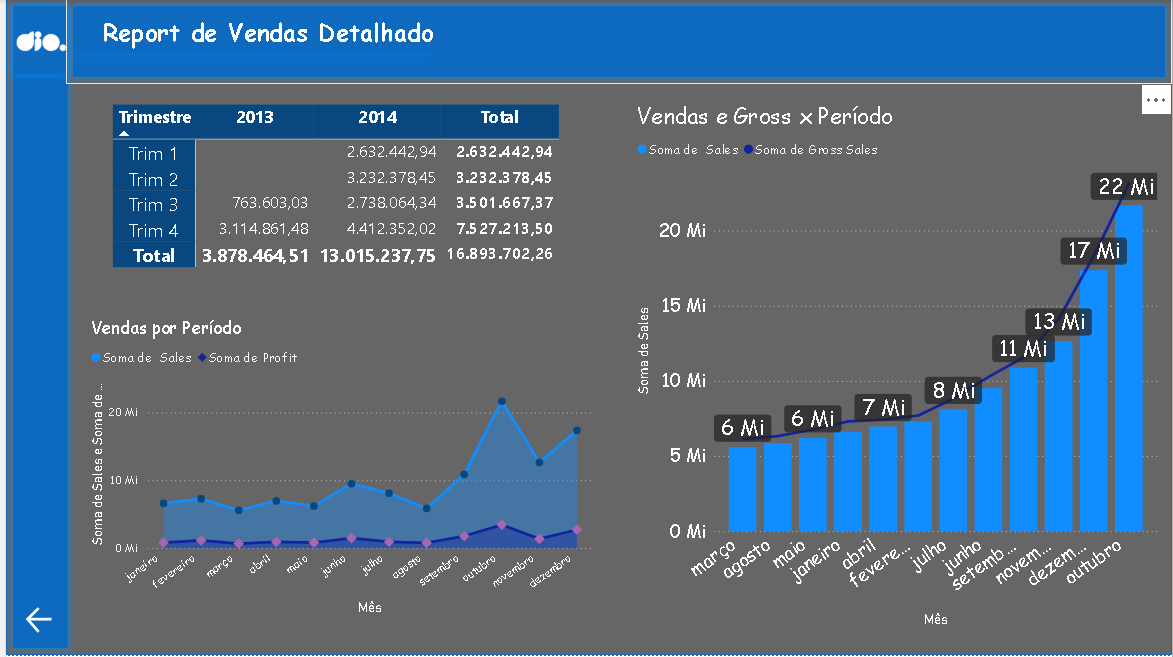 dio.
Report de Vendas Detalhado
Trimestre 2013 2014 Total
Trim 1 2.632.442,94 2.632.442,94
Trim 2 3.232.378,45 3.232.378,45
Trim 3 763.603,03 2.738.064,34 3.501.667,37
Trim 4 3.114.861,48 4.412.352,02 7.527.213,50
Total 3.878.464,51 13.015.237,75 16.893.702,26
Vendas por Período
Soma de Sales Soma de Profit
Soma de Sales e Soma de ...
20 Mi
10 Mi
0 Mi
janeiro fevereiro março abril maio junho julho agosto setembro outubro novembro dezembro
Mês
Vendas e Gross x Período
Soma de Sales Soma de Gross Sales
Soma de Sales
20 Mi
15 Mi
10 Mi
5 Mi
0 Mi
6 Mi 6 Mi 7 Mi 8 Mi 11 Mi 13 Mi 17 Mi 22 Mi
março agosto maio janeiro abril fevere... julho junho setemb... novem... dezem... outubro
Mês